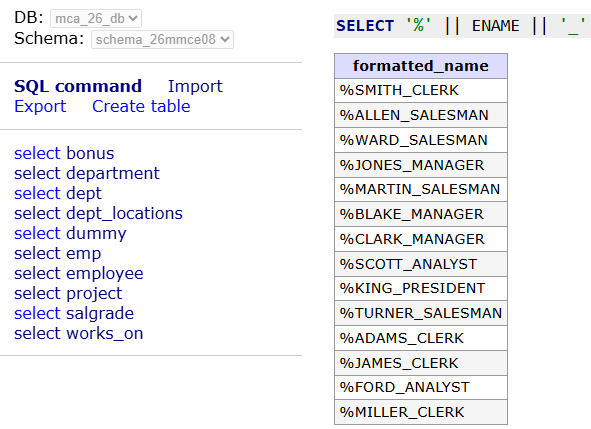 DB: mca_26_db
Schema: schema_26mmce08
SQL command Import
Export Create table
select bonus
select department
select dept
select dept_locations
select dummy
select emp
select employee
select project
select salgrade
select works_on
SELECT '%' || ENAME || '_'
formatted_name
%SMITH_CLERK
%ALLEN_SALESMAN
%WARD_SALESMAN
%JONES_MANAGER
%MARTIN_SALESMAN
%BLAKE_MANAGER
%CLARK_MANAGER
%SCOTT_ANALYST
%KING_PRESIDENT
%TURNER_SALESMAN
%ADAMS_CLERK
%JAMES_CLERK
%FORD_ANALYST
%MILLER_CLERK